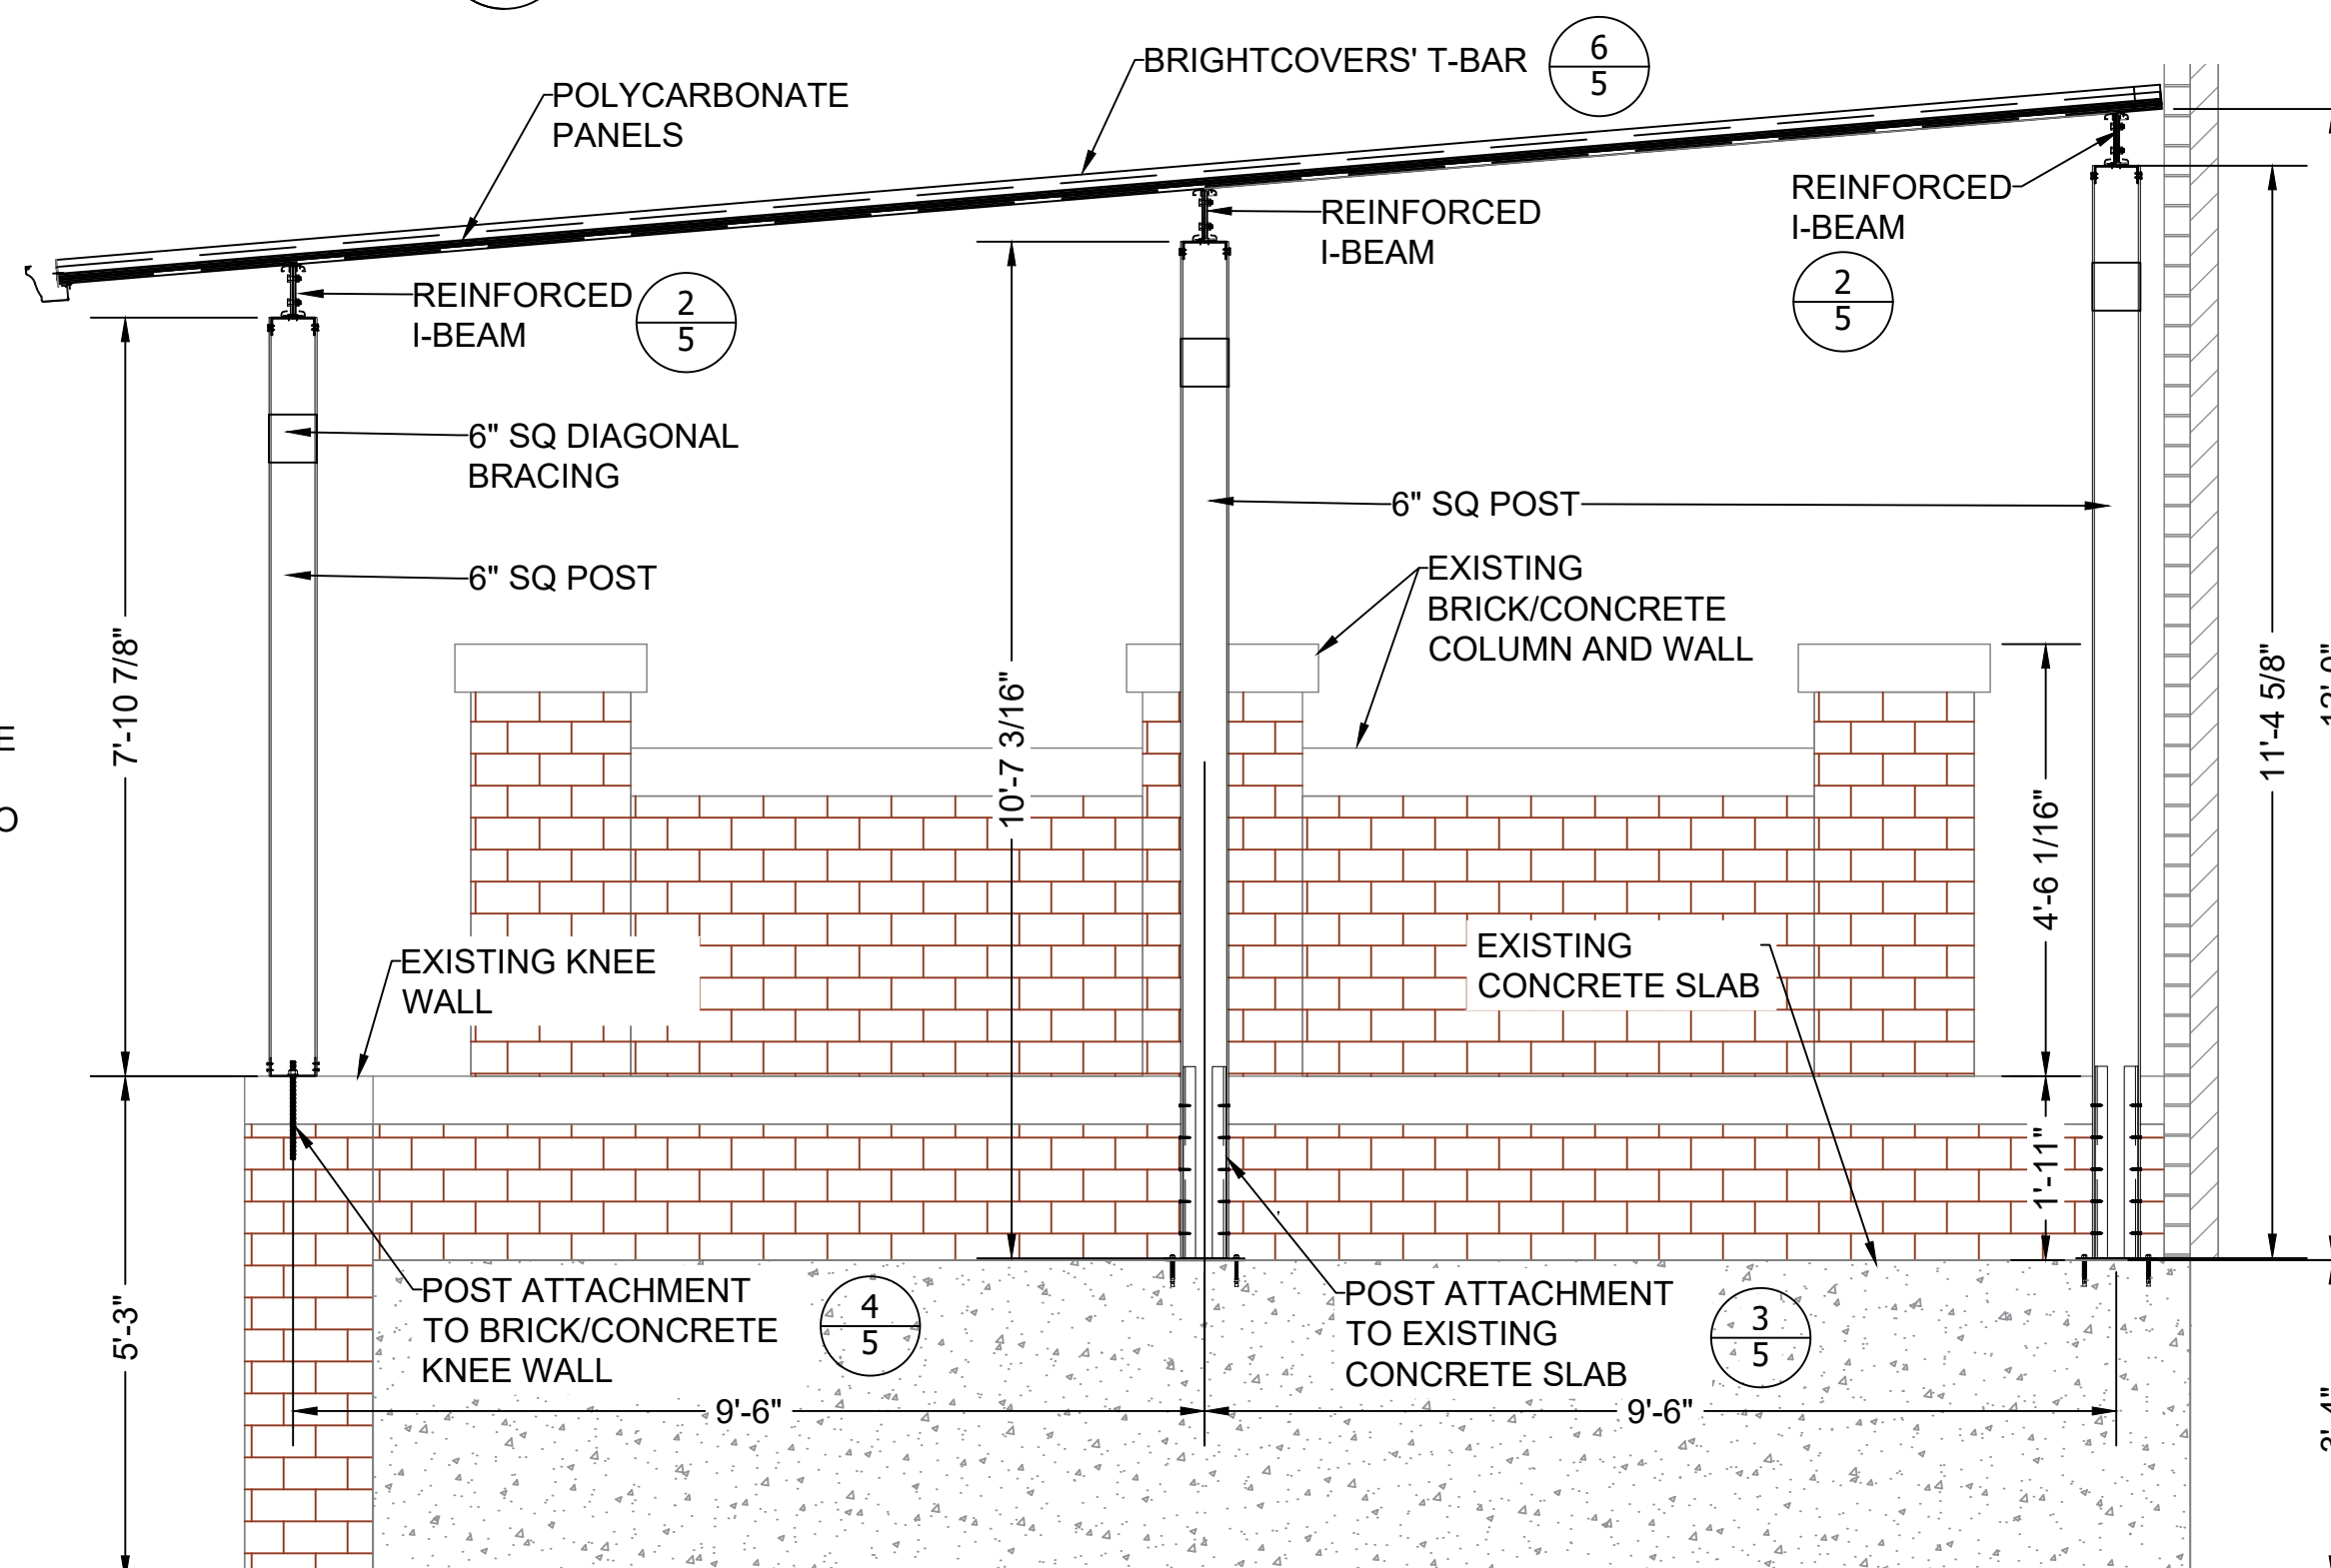 BRIGHTCOVERS' T-BAR
6
5
POLYCARBONATE
PANELS
REINFORCED
I-BEAM
2
5
REINFORCED
I-BEAM
REINFORCED
I-BEAM
2
5
6" SQ DIAGONAL
BRACING
6" SQ POST
6" SQ POST
EXISTING
BRICK/CONCRETE
COLUMN AND WALL
7'-10 7/8"
10'-7 3/16"
4'-6 1/16"
11'-4 5/8"
E
O
EXISTING KNEE
WALL
EXISTING
CONCRETE SLAB
1'-11"
5'-3"
POST ATTACHMENT
TO BRICK/CONCRETE
KNEE WALL
4
5
POST ATTACHMENT
TO EXISTING
CONCRETE SLAB
3
5
9'-6"
9'-6"